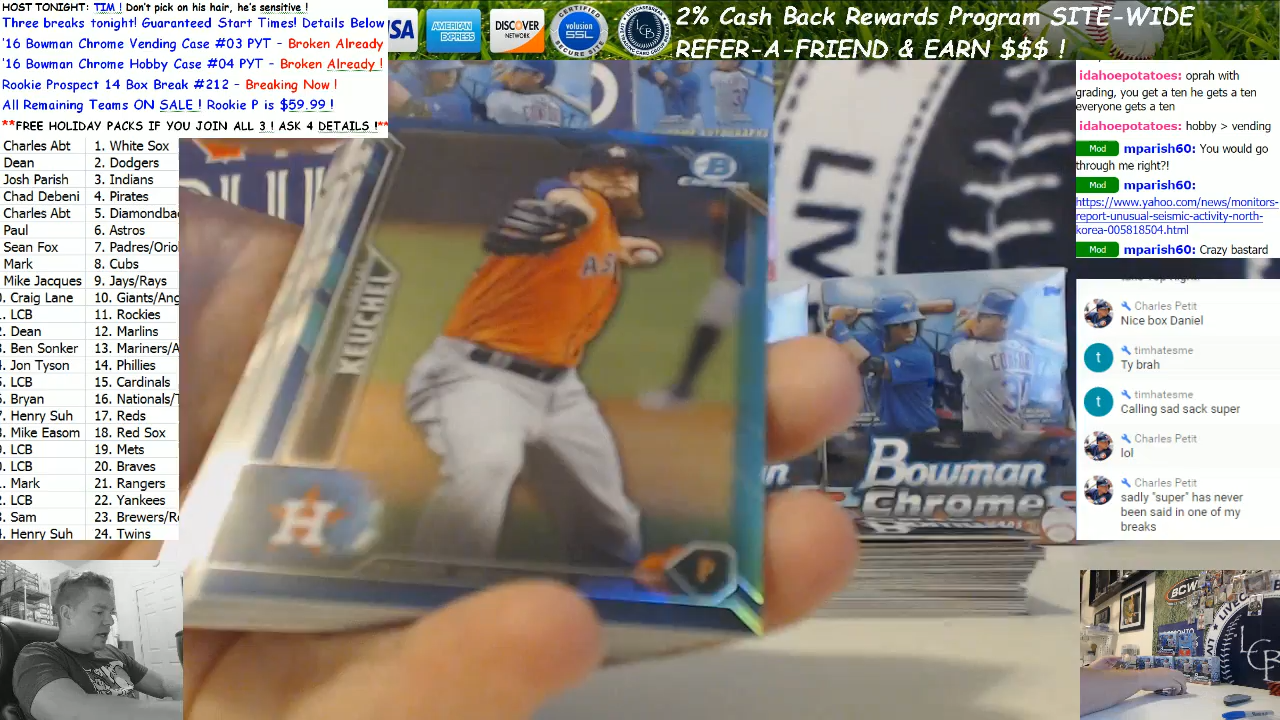 HOST TONIGHT: TIM ! Don't pick on his hair, he's sensitive !
Three breaks tonight! Guaranteed Start Times! Details Below
'16 Bowman Chrome Vending Case #03 PYT - Broken Already
'16 Bowman Chrome Hobby Case #04 PYT - Broken Already !
Rookie Prospect 14 Box Break #212 - Breaking Now !
All Remaining Teams ON SALE ! Rookie P is $59.99 !
**FREE HOLIDAY PACKS IF YOU JOIN ALL 3 ! ASK 4 DETAILS !**
VISA AMERICAN EXPRESS DISCOVER NETWORK volusion SSL SECURE SITE
2% Cash Back Rewards Program SITE-WIDE
REFER-A-FRIEND & EARN $$$ !
Charles Abt 1. White Sox
Dean 2. Dodgers
Josh Parish 3. Indians
Chad Debeni 4. Pirates
Charles Abt 5. Diamondba
Paul 6. Astros
Sean Fox 7. Padres/Orio
Mark 8. Cubs
Mike Jacques 9. Jays/Rays
Craig Lane 10. Giants/Ang
LCB 11. Rockies
Dean 12. Marlins
Ben Sonker 13. Mariners/A
Jon Tyson 14. Phillies
LCB 15. Cardinals
Bryan 16. Nationals/T
Henry Suh 17. Reds
Mike Easom 18. Red Sox
LCB 19. Mets
LCB 20. Braves
Mark 21. Rangers
LCB 22. Yankees
Sam 23. Brewers/R
Henry Suh 24. Twins
KEUCHEL
B
Chrome
H
Bowman
Chrome
idahoepotatoes: oprah with
grading, you get a ten he gets a ten
everyone gets a ten
idahoepotatoes: hobby > vending
Mod mparish60: You would go
through me right?!
Mod mparish60:
https://www.yahoo.com/news/monitors-
report-unusual-seismic-activity-north-
korea-005818504.html
Mod mparish60: Crazy bastard
Charles Petit
Nice box Daniel
t timhatesme
Ty brah
t timhatesme
Calling sad sack super
Charles Petit
lol
Charles Petit
sadly "super" has never
been said in one of my
breaks
BCW
LCB